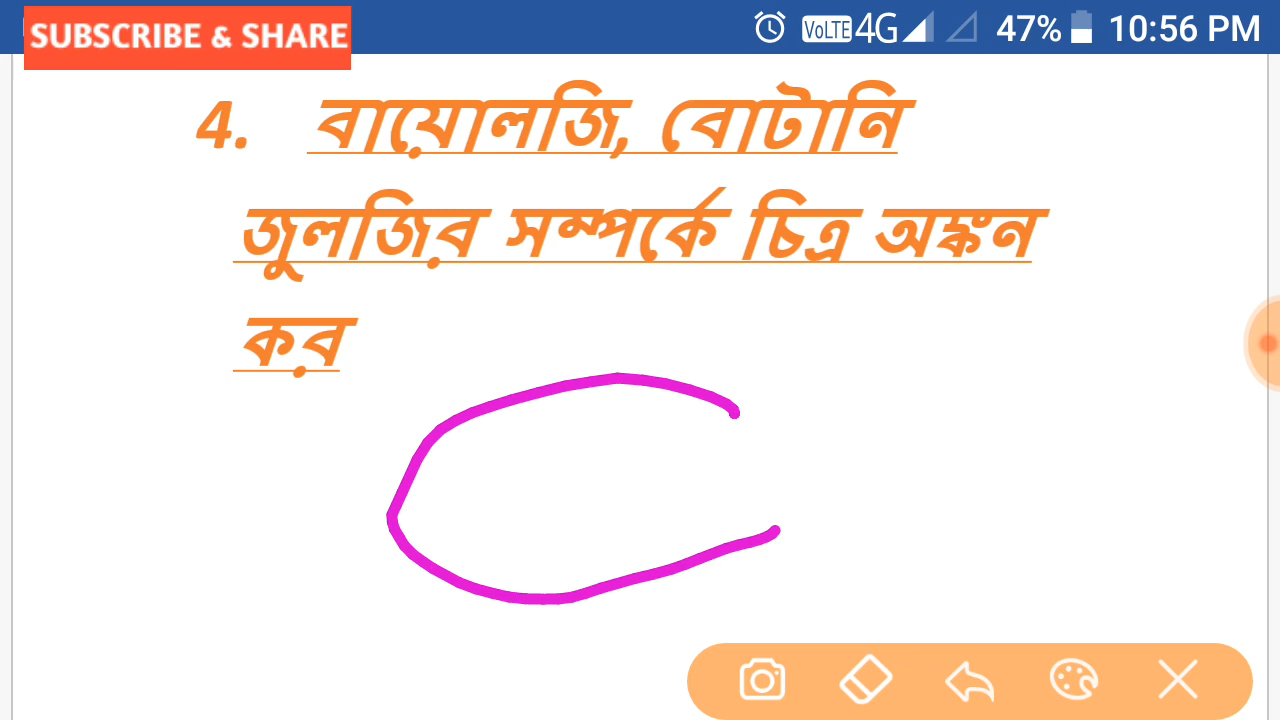 SUBSCRIBE & SHARE
VoLTE 4G 47% 10:56 PM
4. বায়োলজি, বোটানি
জুলজির সম্পর্কে চিত্র অঙ্কন
কর